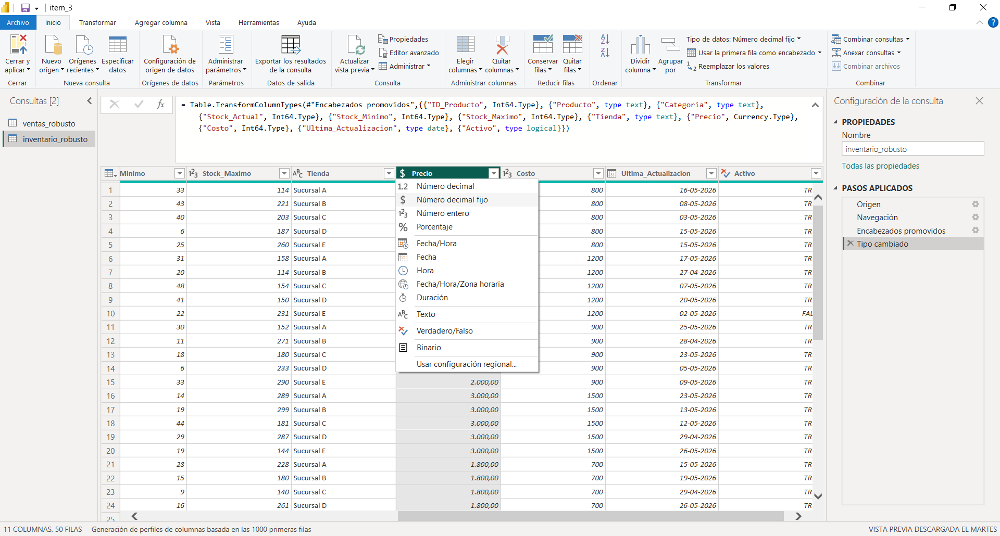 item_3
Archivo Inicio Transformar Agregar columna Vista Herramientas Ayuda
Cerrar y aplicar
Cerrar
Nuevo origen
Orígenes recientes
Especificar datos
Nueva consulta
Configuración de origen de datos
Orígenes de datos
Administrar parámetros
Parámetros
Exportar los resultados de la consulta
Datos de salida
Actualizar vista previa
Propiedades
Editor avanzado
Administrar
Consulta
Elegir columnas
Quitar columnas
Administrar columnas
Conservar filas
Quitar filas
Reducir filas
Ordenar
Dividir columna
Agrupar por
Tipo de datos: Número decimal fijo
Usar la primera fila como encabezado
Reemplazar los valores
Transformar
Combinar consultas
Anexar consultas
Combinar archivos
Combinar
Consultas [2]
ventas_robusto
inventario_robusto
fx
= Table.TransformColumnTypes(#"Encabezados promovidos",{{"ID_Producto", Int64.Type}, {"Producto", type text}, {"Categoria", type text},
{"Stock_Actual", Int64.Type}, {"Stock_Minimo", Int64.Type}, {"Stock_Maximo", Int64.Type}, {"Tienda", type text}, {"Precio", Currency.Type},
{"Costo", Int64.Type}, {"Ultima_Actualizacion", type date}, {"Activo", type logical}})
Minimo 123 Stock_Maximo ABC Tienda $ Precio 123 Costo Ultima_Actualizacion Activo
1 33 114 Sucursal A 800 16-05-2026 TR
2 43 221 Sucursal B 800 08-05-2026 TR
3 40 203 Sucursal C 800 03-05-2026 TR
4 6 187 Sucursal D 800 15-05-2026 TR
5 25 260 Sucursal E 800 15-05-2026 TR
6 31 158 Sucursal A 1200 17-05-2026 TR
7 20 114 Sucursal B 1200 27-04-2026 TR
8 48 154 Sucursal C 1200 07-05-2026 TR
9 41 150 Sucursal D 1200 20-05-2026 TR
10 22 231 Sucursal E 1200 02-05-2026 FAL
11 30 152 Sucursal A 900 25-05-2026 TR
12 11 271 Sucursal B 900 28-04-2026 TR
13 18 180 Sucursal C 900 23-05-2026 TR
14 6 233 Sucursal D 900 05-05-2026 TR
15 33 290 Sucursal E 2.000,00 900 09-05-2026 TR
16 14 289 Sucursal A 3.000,00 1500 23-05-2026 TR
17 19 299 Sucursal B 3.000,00 1500 13-05-2026 TR
18 44 181 Sucursal C 3.000,00 1500 12-05-2026 TR
19 29 287 Sucursal D 3.000,00 1500 29-04-2026 TR
20 19 144 Sucursal E 3.000,00 1500 26-05-2026 TR
21 28 228 Sucursal A 1.800,00 700 15-05-2026 TR
22 15 180 Sucursal B 1.800,00 700 19-05-2026 TR
23 9 140 Sucursal C 1.800,00 700 29-04-2026 TR
24 16 261 Sucursal D 1.800,00 700 26-05-2026 TR
25
1.2 Número decimal
$ Número decimal fijo
123 Número entero
% Porcentaje
Fecha/Hora
Fecha
Hora
Fecha/Hora/Zona horaria
Duración
ABC Texto
Verdadero/Falso
Binario
Usar configuración regional...
Configuración de la consulta
PROPIEDADES
Nombre
inventario_robusto
Todas las propiedades
PASOS APLICADOS
Origen
Navegación
Encabezados promovidos
Tipo cambiado
11 COLUMNAS, 50 FILAS Generación de perfiles de columnas basada en las 1000 primeras filas
VISTA PREVIA DESCARGADA EL MARTES